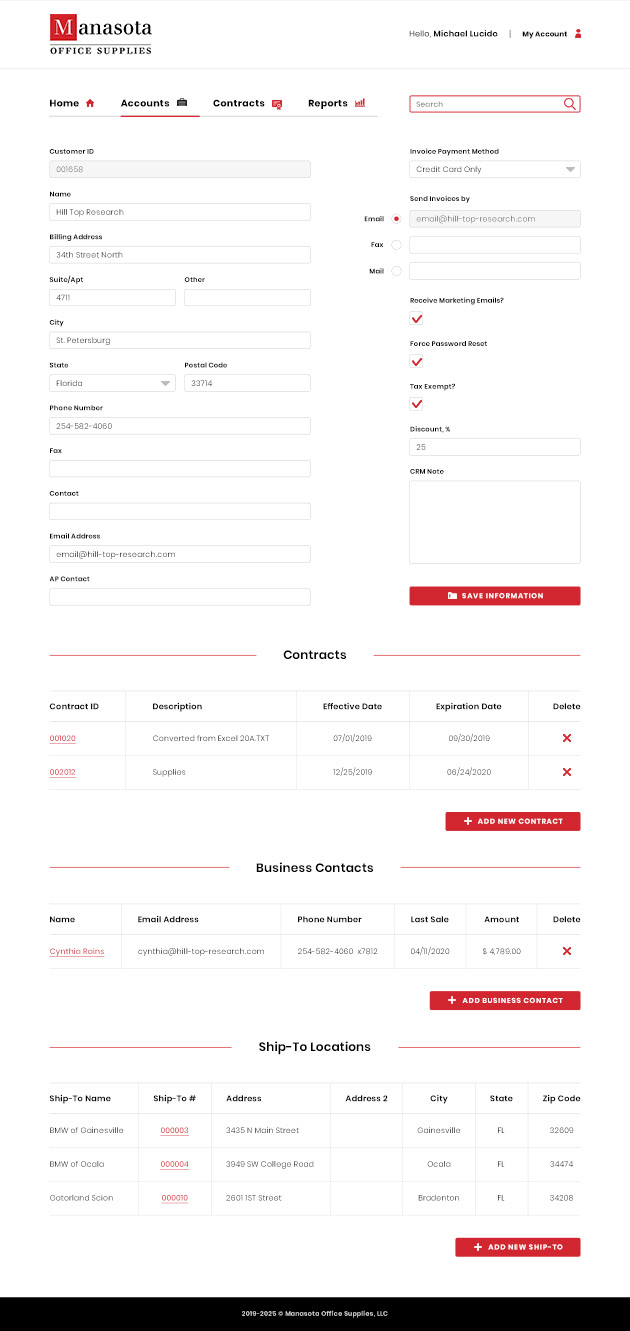 Manasota
OFFICE SUPPLIES
Hello, Michael Lucido | My Account
Home Accounts Contracts Reports Search
Customer ID
001658
Name
Hill Top Research
Billing Address
34th Street North
Suite/Apt Other
4711
City
St. Petersburg
State Postal Code
Florida 33714
Phone Number
254-582-4060
Fax
Contact
Email Address
email@hill-top-research.com
AP Contact
Invoice Payment Method
Credit Card Only
Send Invoices by
Email email@hill-top-research.com
Fax
Mail
Receive Marketing Emails?
Force Password Reset
Tax Exempt?
Discount, %
25
CRM Note
SAVE INFORMATION
Contracts
Contract ID Description Effective Date Expiration Date Delete
001020 Converted from Excel 20A.TXT 07/01/2019 09/30/2019
002012 Supplies 12/25/2019 06/24/2020
+ ADD NEW CONTRACT
Business Contacts
Name Email Address Phone Number Last Sale Amount Delete
Cynthia Roins cynthia@hill-top-research.com 254-582-4060 x7812 04/11/2020 $ 4,789.00
+ ADD BUSINESS CONTACT
Ship-To Locations
Ship-To Name Ship-To # Address Address 2 City State Zip Code
BMW of Gainesville 000003 3435 N Main Street Gainesville FL 32609
BMW of Ocala 000004 3949 SW College Road Ocala FL 34474
Gatorland Scion 000010 2601 1ST Street Bradenton FL 34208
+ ADD NEW SHIP-TO
2019-2025 © Manasota Office Supplies, LLC